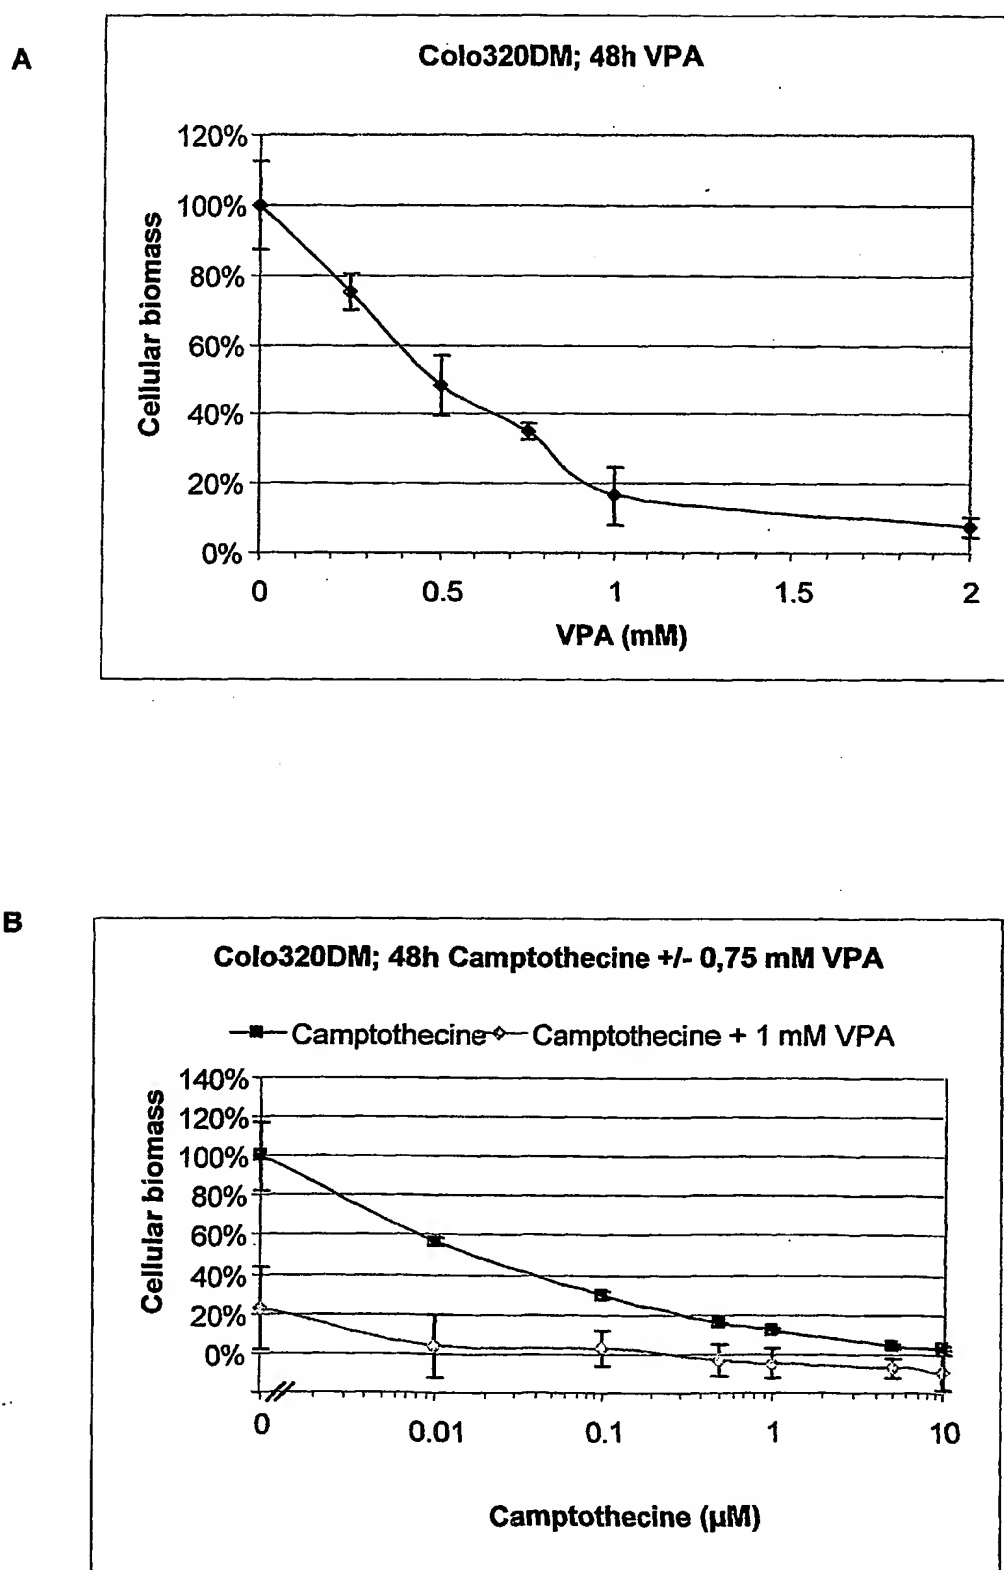 A
Colo320DM; 48h VPA
120%
100%
80%
60%
40%
20%
0%
Cellular biomass
0 0.5 1 1.5 2
VPA (mM)
B
Colo320DM; 48h Camptothecine +/- 0,75 mM VPA
Camptothecine Camptothecine + 1 mM VPA
140%
120%
100%
80%
60%
40%
20%
0%
Cellular biomass
0 0.01 0.1 1 10
Camptothecine (µM)